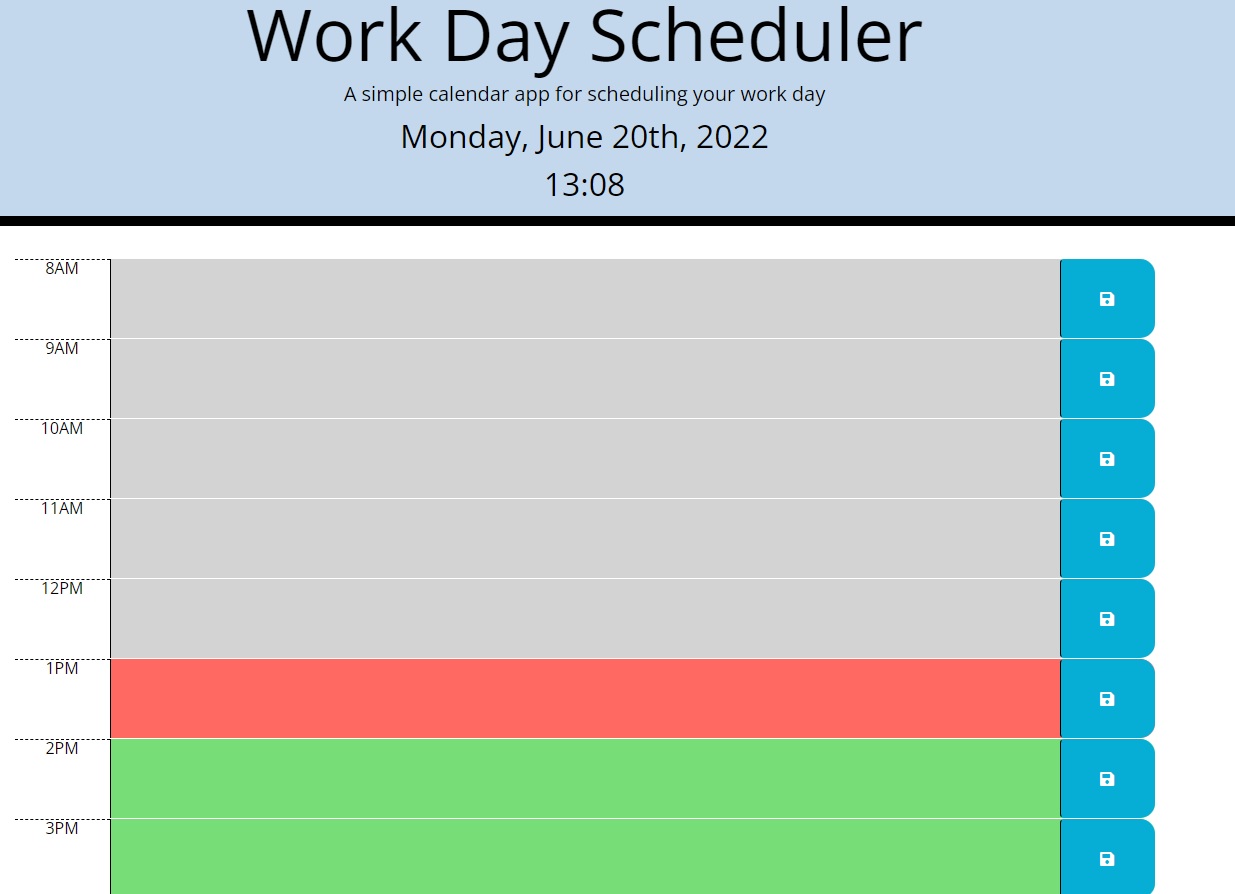 Work Day Scheduler
A simple calendar app for scheduling your work day
Monday, June 20th, 2022
13:08
8AM
9AM
10AM
11AM
12PM
1PM
2PM
3PM